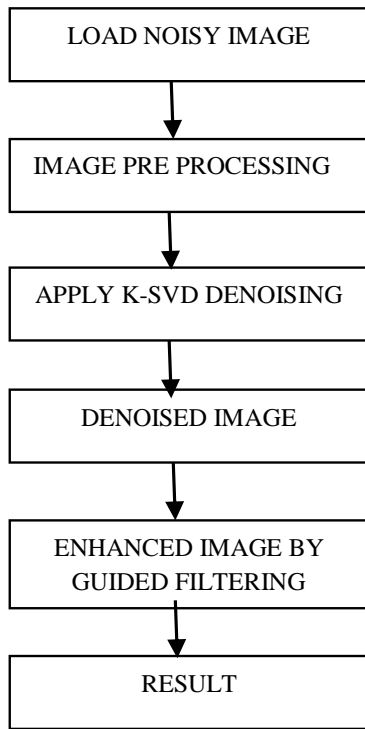 LOAD NOISY IMAGE
IMAGE PRE PROCESSING
APPLY K-SVD DENOISING
DENOISED IMAGE
ENHANCED IMAGE BY
GUIDED FILTERING
RESULT